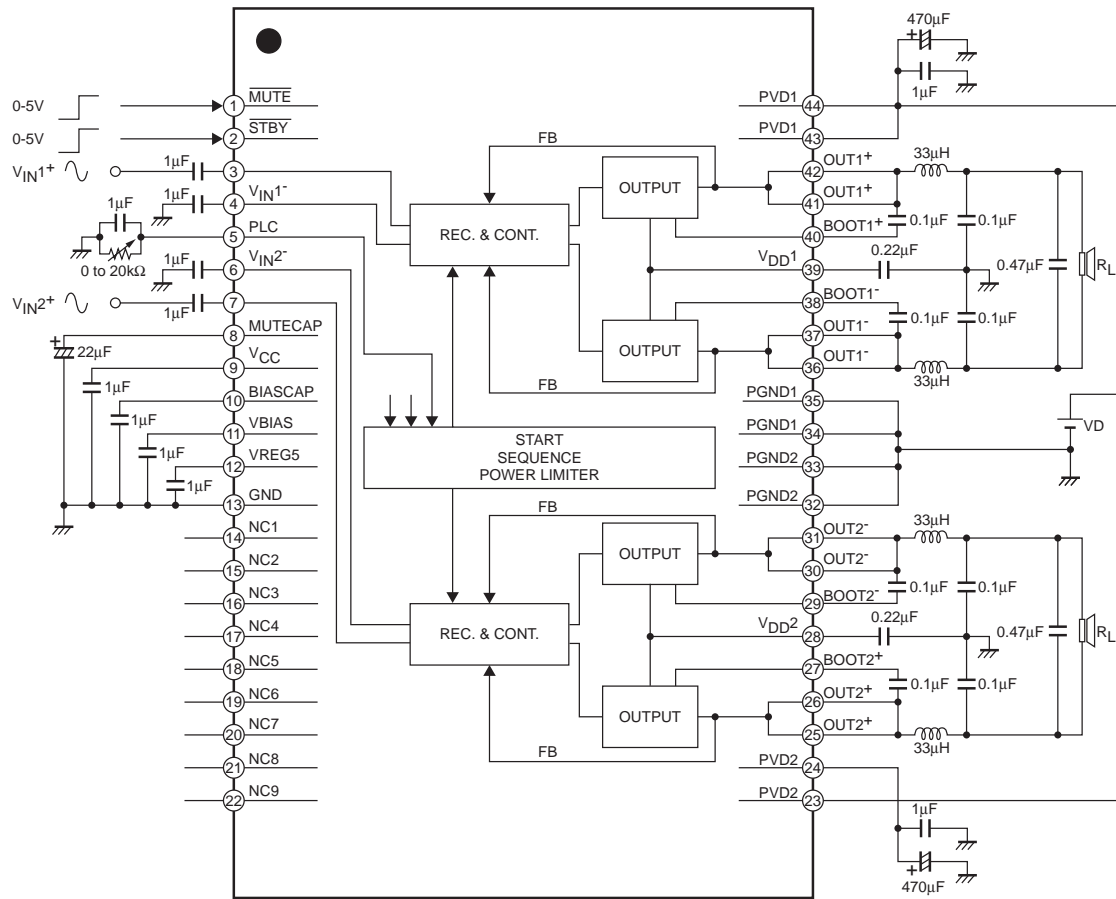 470µF
+
1µF
0-5V
1
MUTE
PVD1
44
0-5V
2
STBY
PVD1
43
FB
33µH
VIN1+
1µF
3
OUTPUT
OUT1+
42
1µF
4
VIN1-
OUT1+
41
0.1µF
0.1µF
1µF
5
PLC
REC. & CONT.
BOOT1+
40
0 to 20kΩ
0.22µF
1µF
6
VIN2-
VDD1
39
0.47µF
RL
VIN2+
7
1µF
BOOT1-
38
+
22µF
8
MUTECAP
OUTPUT
OUT1-
37
0.1µF
0.1µF
9
VCC
OUT1-
36
1µF
FB
33µH
10
BIASCAP
PGND1
35
1µF
VD
11
VBIAS
START
SEQUENCE
POWER LIMITER
PGND1
34
1µF
12
VREG5
PGND2
33
1µF
13
GND
PGND2
32
FB
33µH
14
NC1
OUT2-
31
15
NC2
OUTPUT
OUT2-
30
0.1µF
0.1µF
16
NC3
BOOT2-
29
0.22µF
17
NC4
REC. & CONT.
VDD2
28
0.47µF
RL
18
NC5
BOOT2+
27
0.1µF
0.1µF
19
NC6
OUTPUT
OUT2+
26
20
NC7
OUT2+
25
FB
33µH
21
NC8
PVD2
24
22
NC9
PVD2
23
1µF
+
470µF